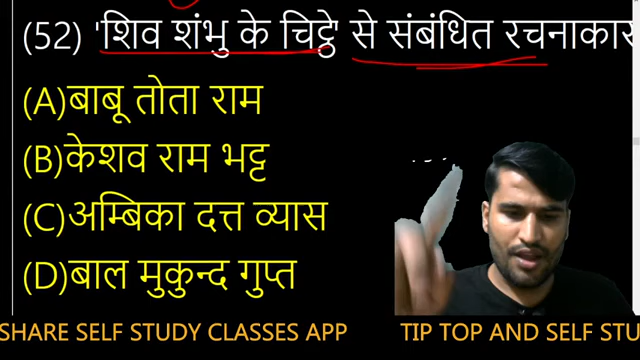 (52) 'शिव शंभु के चिट्ठे' से संबंधित रचनाकार
(A)बाबू तोता राम
(B)केशव राम भट्ट
(C)अम्बिका दत्त व्यास
(D)बाल मुकुन्द गुप्त
SHARE SELF STUDY CLASSES APP TIP TOP AND SELF STU